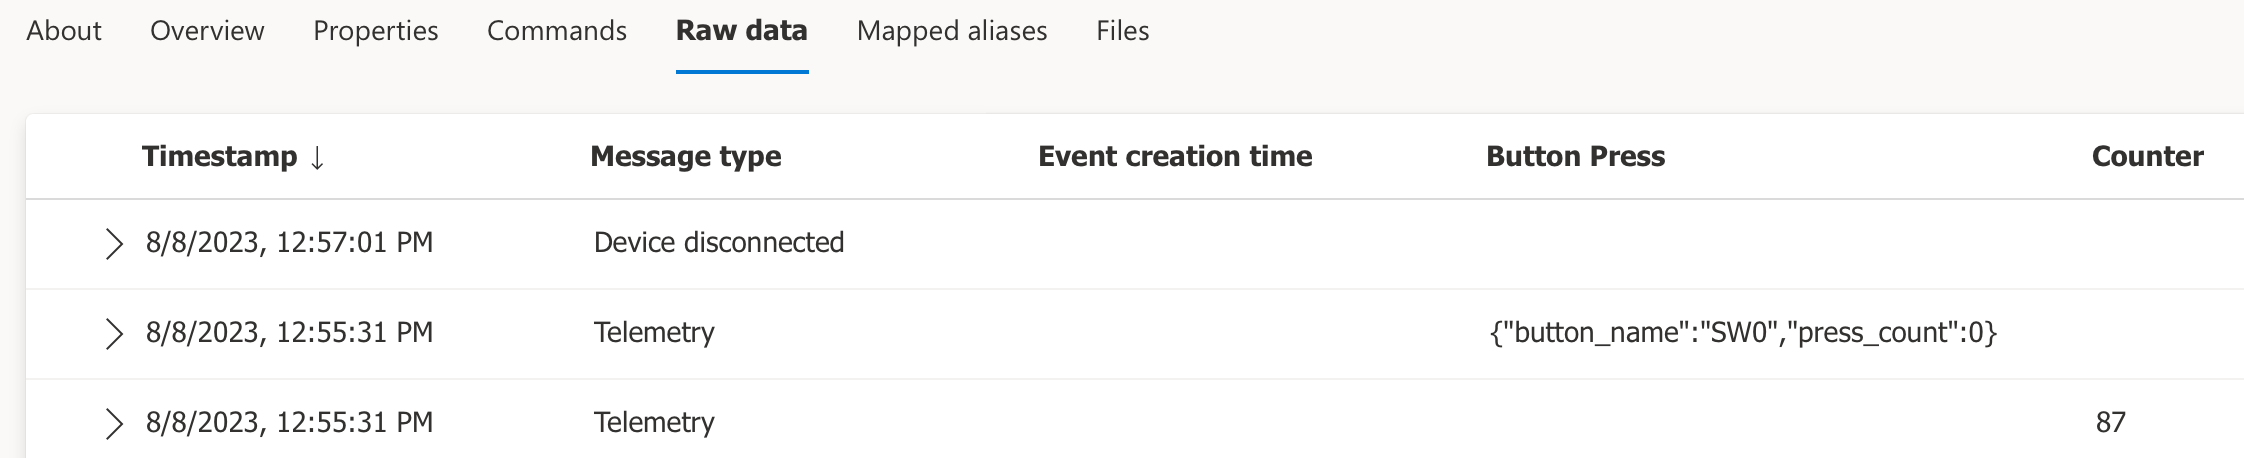 About Overview Properties Commands Raw data Mapped aliases Files
Timestamp ↓ Message type Event creation time Button Press Counter
8/8/2023, 12:57:01 PM Device disconnected
8/8/2023, 12:55:31 PM Telemetry {"button_name":"SW0","press_count":0}
8/8/2023, 12:55:31 PM Telemetry 87